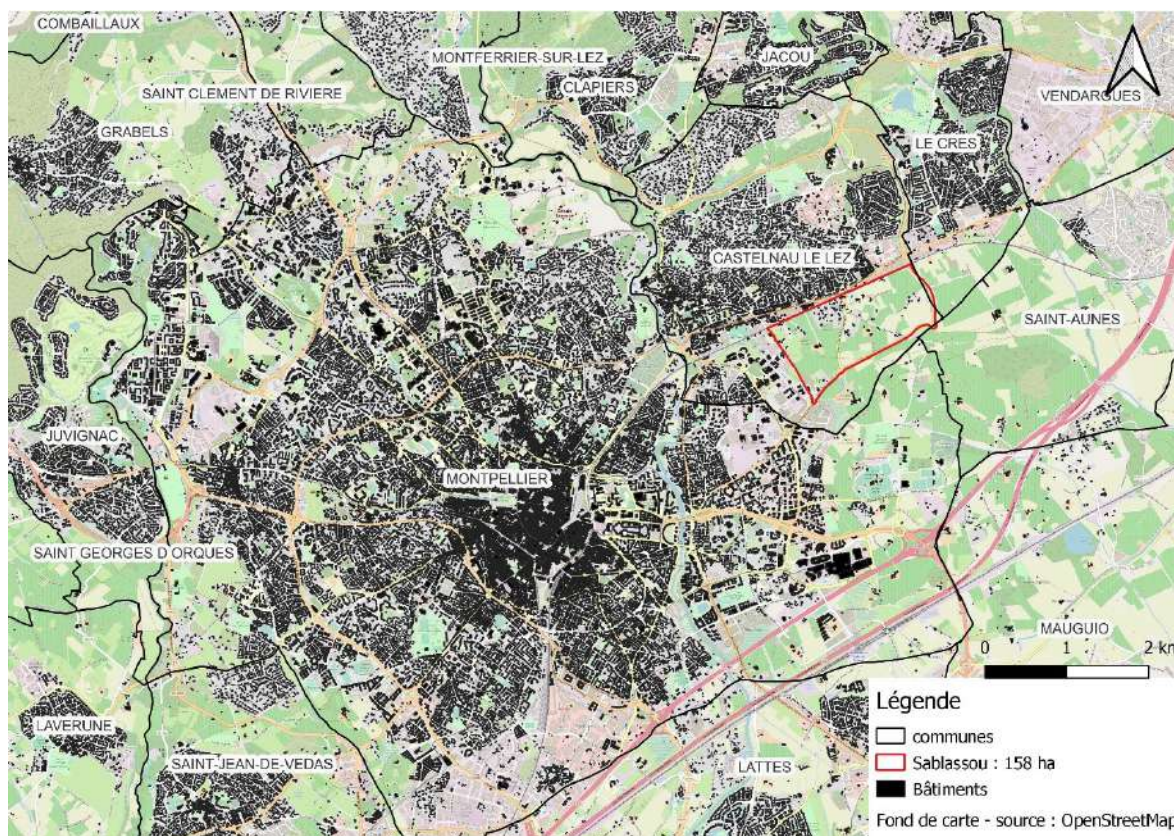 COMBAILLAUX
MONTFERRIER-SUR-LEZ
JACOU
CLAPIERS
SAINT CLEMENT DE RIVIERE
VENDARGUES
GRABELS
LE CRES
CASTELNAU LE LEZ
SAINT-AUNES
JUVIGNAC
MONTPELLIER
SAINT GEORGES D'ORQUES
MAUGUIO
0 1 2 km
LAVERUNE
SAINT-JEAN-DE-VEDAS
LATTES
Légende
communes
Sablassou : 158 ha
Bâtiments
Fond de carte - source : OpenStreetMap